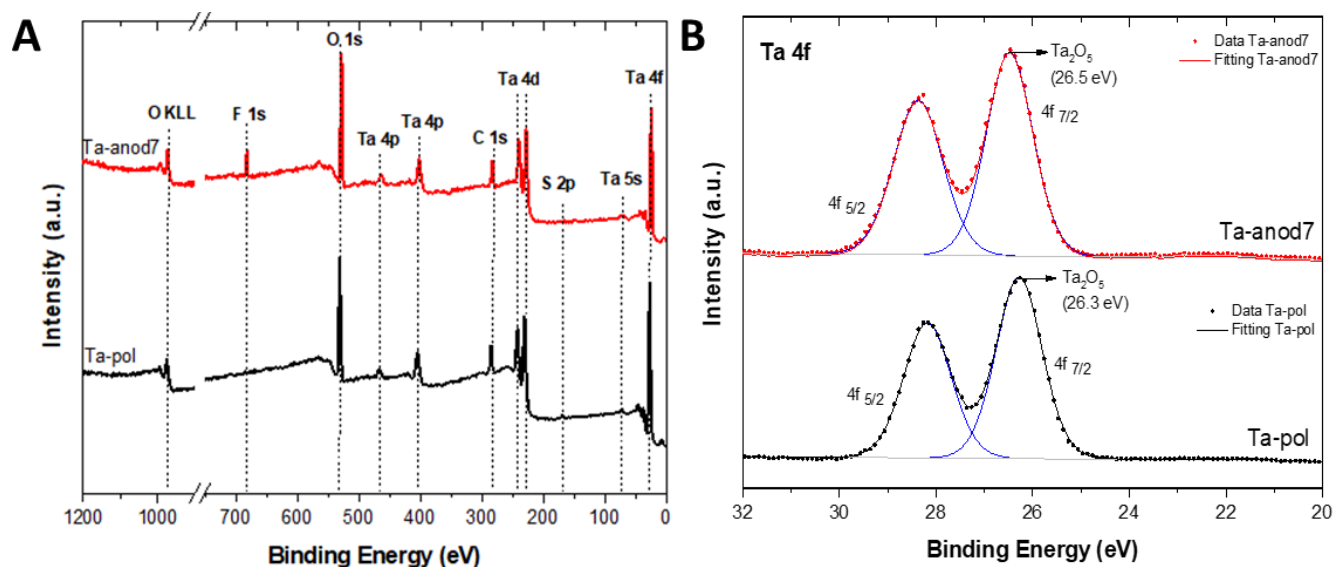 A
O 1s
Ta 4f
Ta 4d
O KLL
F 1s
Ta 4p
Ta 4p
C 1s
Ta-anod7
S 2p
Ta 5s
Ta-pol
Intensity (a.u.)
1200 1000 700 600 500 400 300 200 100 0
Binding Energy (eV)
B
Ta 4f
Ta₂O₅
(26.5 eV)
Data Ta-anod7
Fitting Ta-anod7
4f 7/2
4f 5/2
Ta-anod7
Ta₂O₅
(26.3 eV)
Data Ta-pol
Fitting Ta-pol
4f 7/2
4f 5/2
Ta-pol
Intensity (a.u.)
32 30 28 26 24 22 20
Binding Energy (eV)